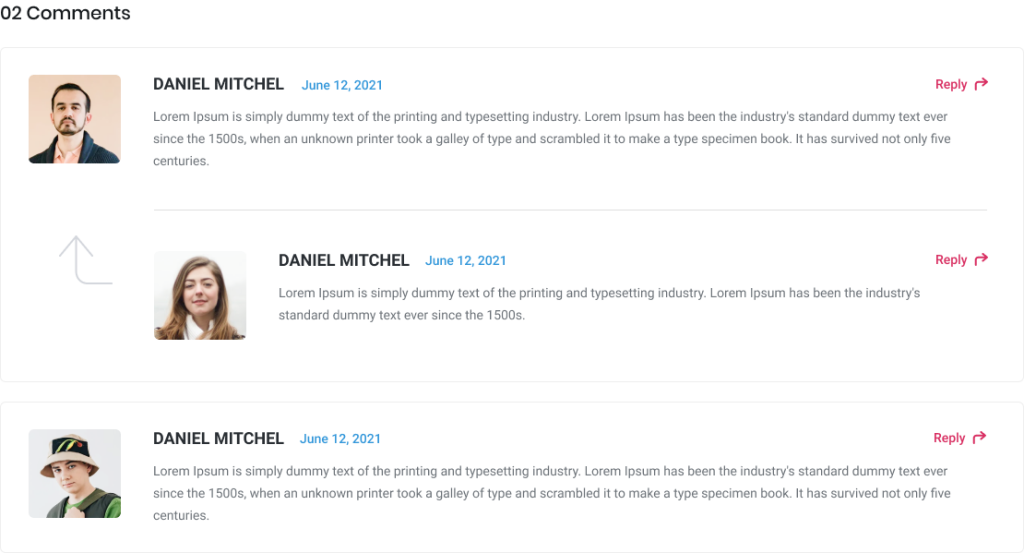 02 Comments
DANIEL MITCHEL June 12, 2021 Reply
Lorem Ipsum is simply dummy text of the printing and typesetting industry. Lorem Ipsum has been the industry's standard dummy text ever
since the 1500s, when an unknown printer took a galley of type and scrambled it to make a type specimen book. It has survived not only five
centuries.
DANIEL MITCHEL June 12, 2021 Reply
Lorem Ipsum is simply dummy text of the printing and typesetting industry. Lorem Ipsum has been the industry's
standard dummy text ever since the 1500s.
DANIEL MITCHEL June 12, 2021 Reply
Lorem Ipsum is simply dummy text of the printing and typesetting industry. Lorem Ipsum has been the industry's standard dummy text ever
since the 1500s, when an unknown printer took a galley of type and scrambled it to make a type specimen book. It has survived not only five
centuries.